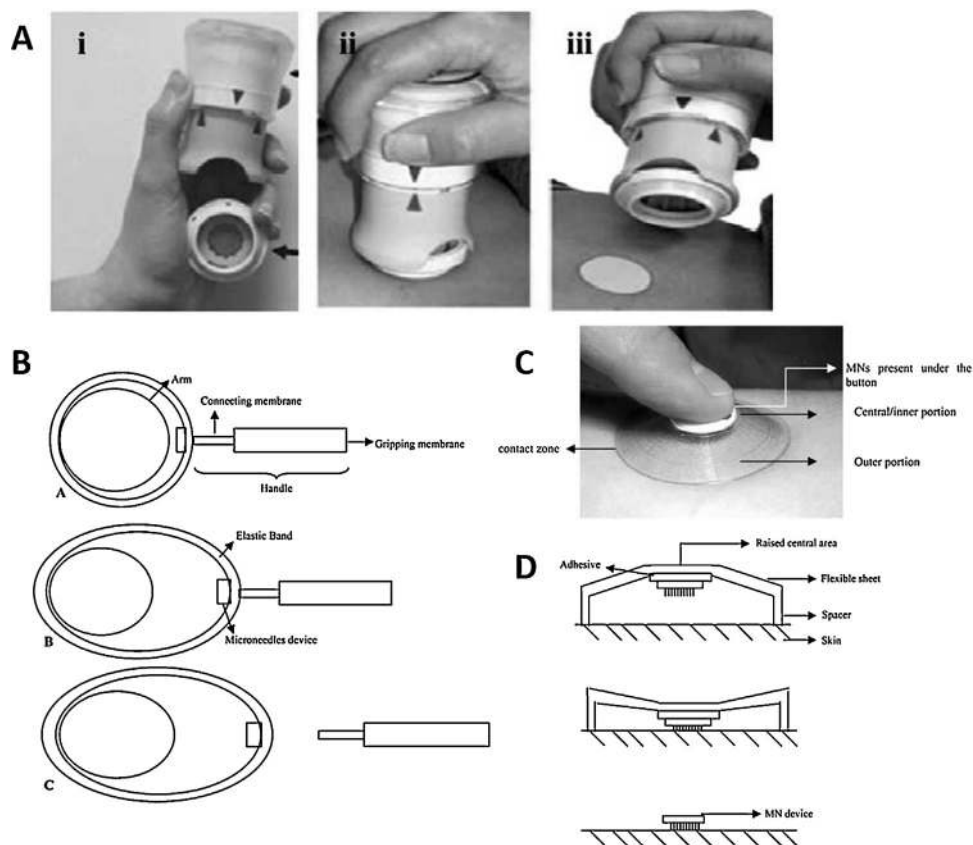 A
i
ii
iii
B
Arm
Connecting membrane
Gripping membrane
Handle
A
Elastic Band
Microneedles device
B
C
C
MNs present under the
button
Central/inner portion
contact zone
Outer portion
D
Raised central area
Adhesive
Flexible sheet
Spacer
Skin
MN device